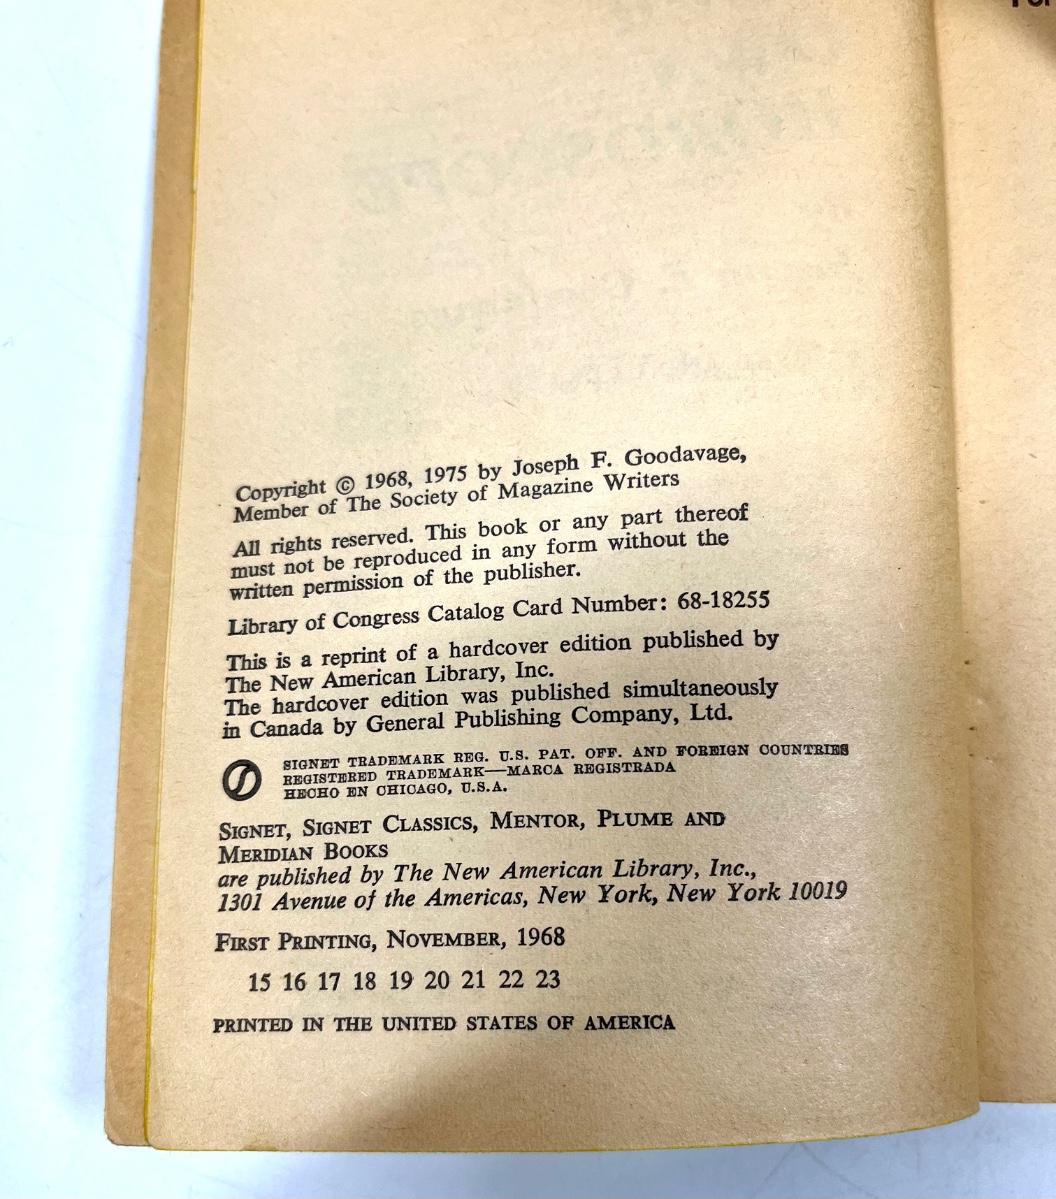 Copyright © 1968, 1975 by Joseph F. Goodavage,
Member of The Society of Magazine Writers
All rights reserved. This book or any part thereof
must not be reproduced in any form without the
written permission of the publisher.
Library of Congress Catalog Card Number: 68-18255
This is a reprint of a hardcover edition published by
The New American Library, Inc.
The hardcover edition was published simultaneously
in Canada by General Publishing Company, Ltd.
SIGNET TRADEMARK REG. U.S. PAT. OFF. AND FOREIGN COUNTRIES
REGISTERED TRADEMARK—MARCA REGISTRADA
HECHO EN CHICAGO, U.S.A.
SIGNET, SIGNET CLASSICS, MENTOR, PLUME AND
MERIDIAN BOOKS
are published by The New American Library, Inc.,
1301 Avenue of the Americas, New York, New York 10019
FIRST PRINTING, NOVEMBER, 1968
15 16 17 18 19 20 21 22 23
PRINTED IN THE UNITED STATES OF AMERICA